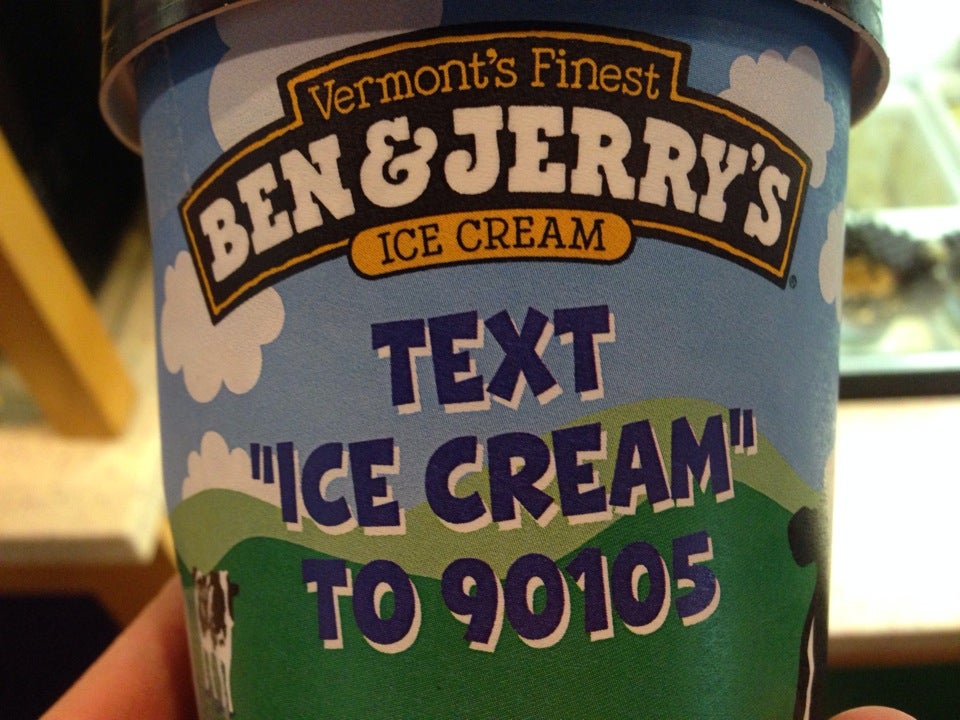 Vermont's Finest
BEN & JERRY'S
ICE CREAM
TEXT
"ICE CREAM"
TO 90105